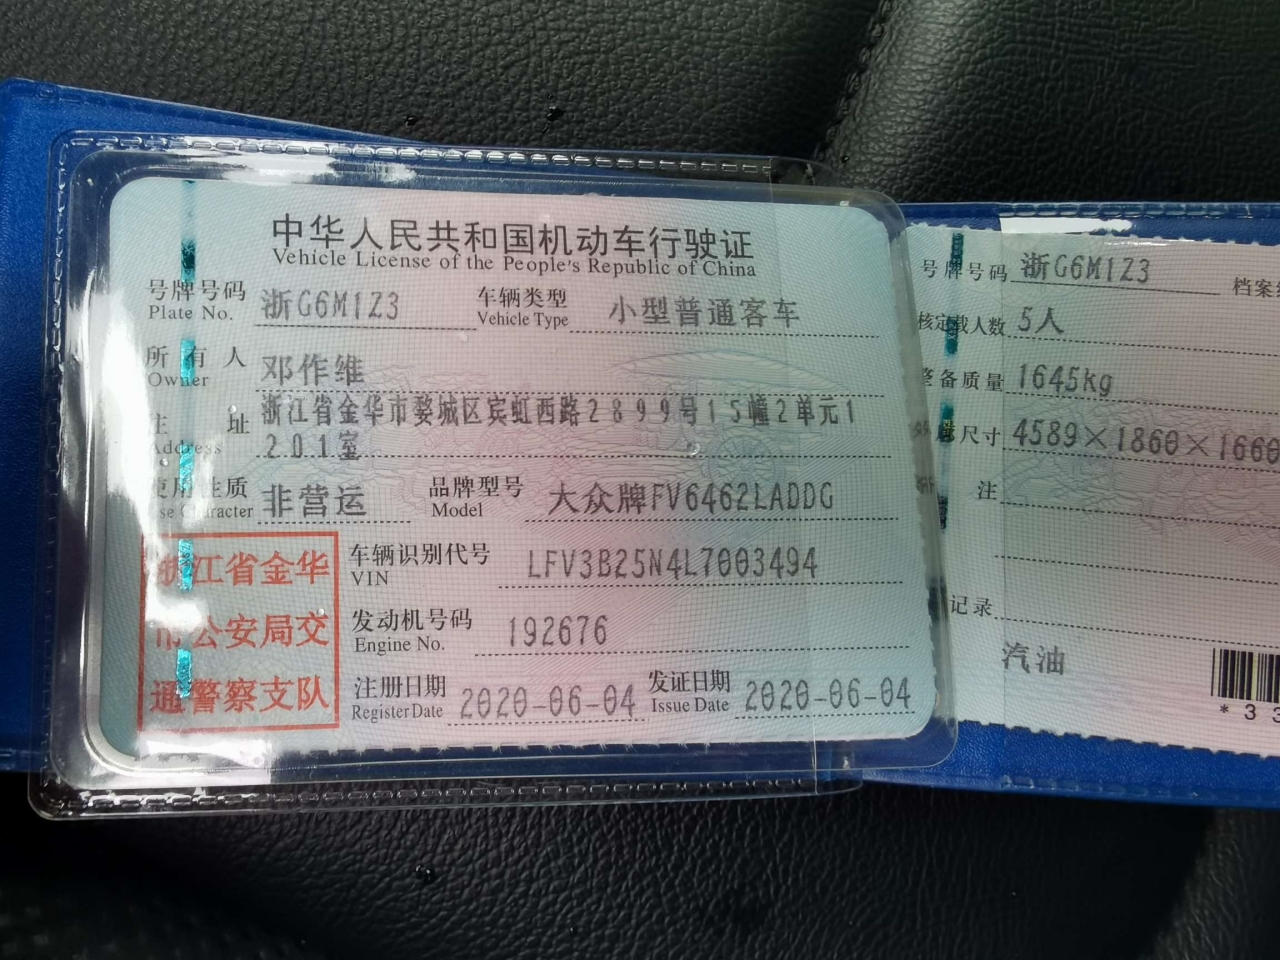 中华人民共和国机动车行驶证
Vehicle License of the People's Republic of China
号牌号码 浙G6M1Z3 车辆类型 小型普通客车
Plate No. Vehicle Type
所有人 邓作维
Owner
住址 浙江省金华市婺城区宾虹西路2899号15幢2单元1
Address 201室
使用性质 非营运 品牌型号 大众牌FV6462LADDG
Use Character Model
浙江省金华
市公安局交
通警察支队
车辆识别代号 LFV3B25N4L7003494
VIN
发动机号码 192676
Engine No.
注册日期 2020-06-04 发证日期 2020-06-04
Register Date Issue Date
号牌号码 浙G6M1Z3 档案
核定载人数 5人
整备质量 1645kg
尺寸 4589×1860×1660
注
记录
汽油
*33